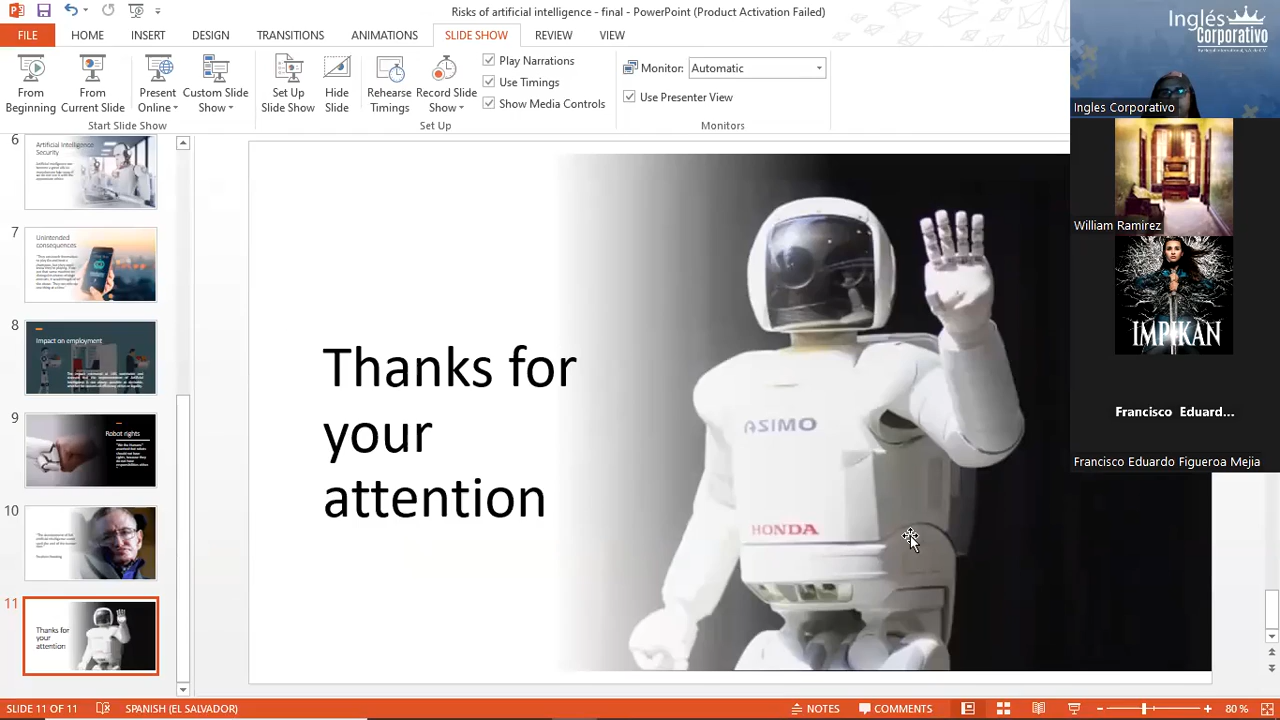 Risks of artificial intelligence - final - PowerPoint (Product Activation Failed)
FILE HOME INSERT DESIGN TRANSITIONS ANIMATIONS SLIDE SHOW REVIEW VIEW
From Beginning
From Current Slide
Present Online
Custom Slide Show
Start Slide Show
Set Up Slide Show
Hide Slide
Rehearse Timings
Record Slide Show
Play Narrations
Use Timings
Show Media Controls
Set Up
Monitor: Automatic
Use Presenter View
Monitors
6
Artificial Intelligence
Security
7
Unintended
consequences
8
Impact on employment
9
Robot rights
10
11
Thanks for
your
attention
Thanks for
your
attention
ASIMO
HONDA
Inglés
Corporativo
Ingles Corporativo
William Ramirez
IMPIKAN
Francisco Eduard...
Francisco Eduardo Figueroa Mejia
SLIDE 11 OF 11 SPANISH (EL SALVADOR) NOTES COMMENTS 80 %